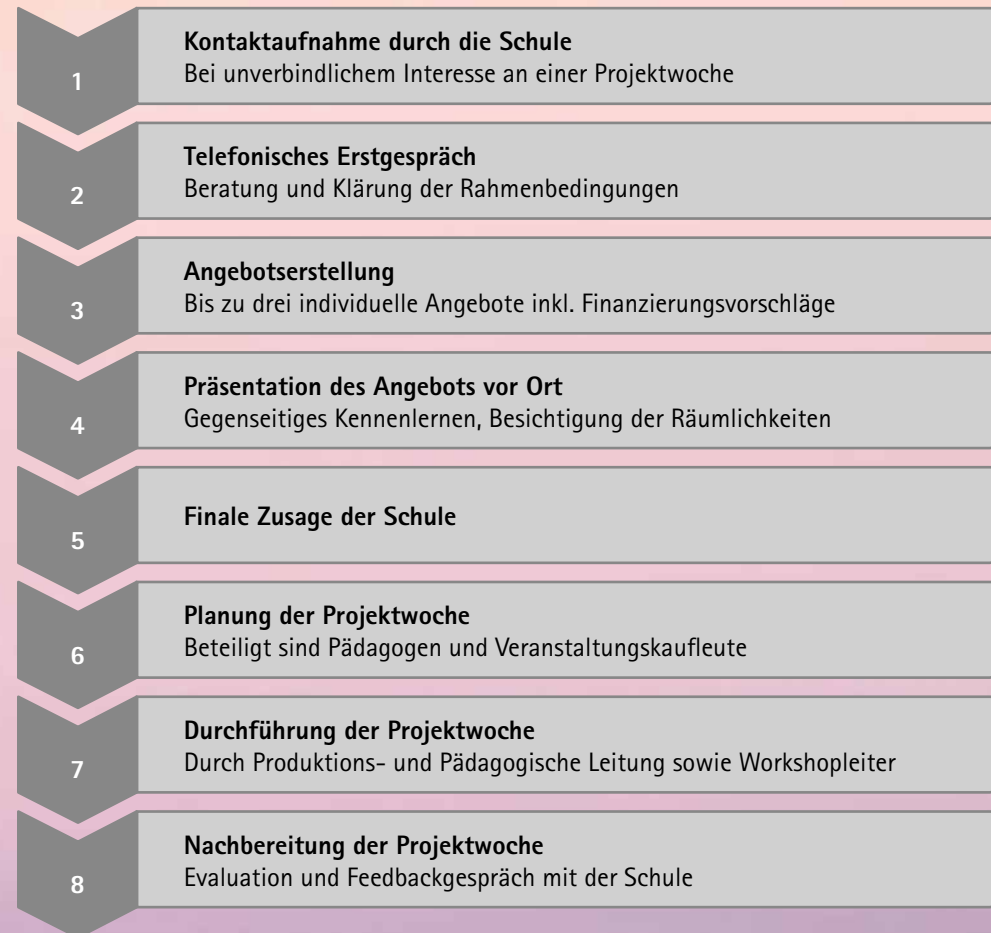 1
Kontaktaufnahme durch die Schule
Bei unverbindlichem Interesse an einer Projektwoche
2
Telefonisches Erstgespräch
Beratung und Klärung der Rahmenbedingungen
3
Angebotserstellung
Bis zu drei individuelle Angebote inkl. Finanzierungsvorschläge
4
Präsentation des Angebots vor Ort
Gegenseitiges Kennenlernen, Besichtigung der Räumlichkeiten
5
Finale Zusage der Schule
6
Planung der Projektwoche
Beteiligt sind Pädagogen und Veranstaltungskaufleute
7
Durchführung der Projektwoche
Durch Produktions- und Pädagogische Leitung sowie Workshopleiter
8
Nachbereitung der Projektwoche
Evaluation und Feedbackgespräch mit der Schule